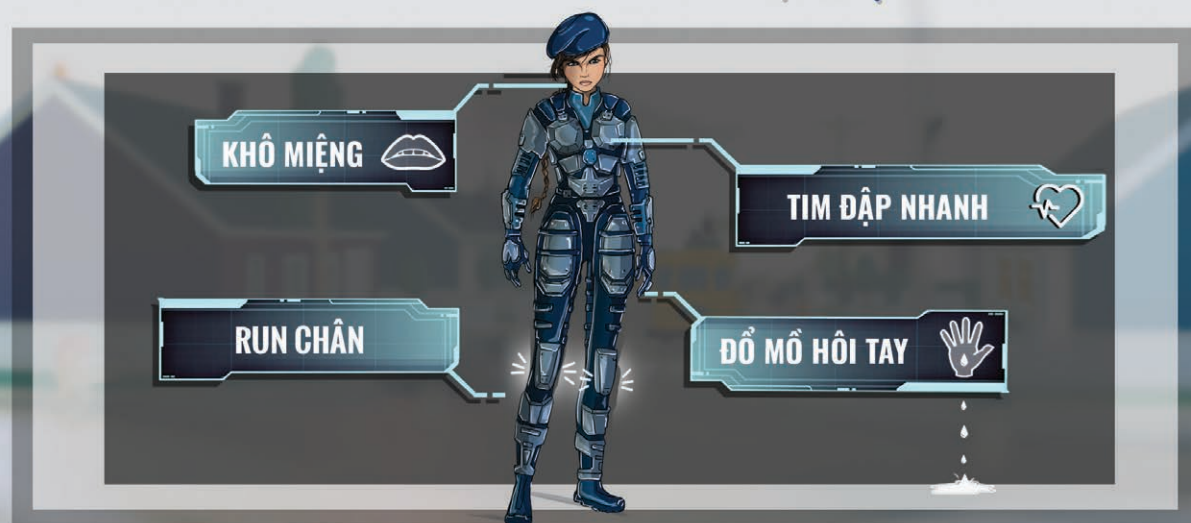 KHÔ MIỆNG
TIM ĐẬP NHANH
RUN CHÂN
ĐỔ MỒ HÔI TAY